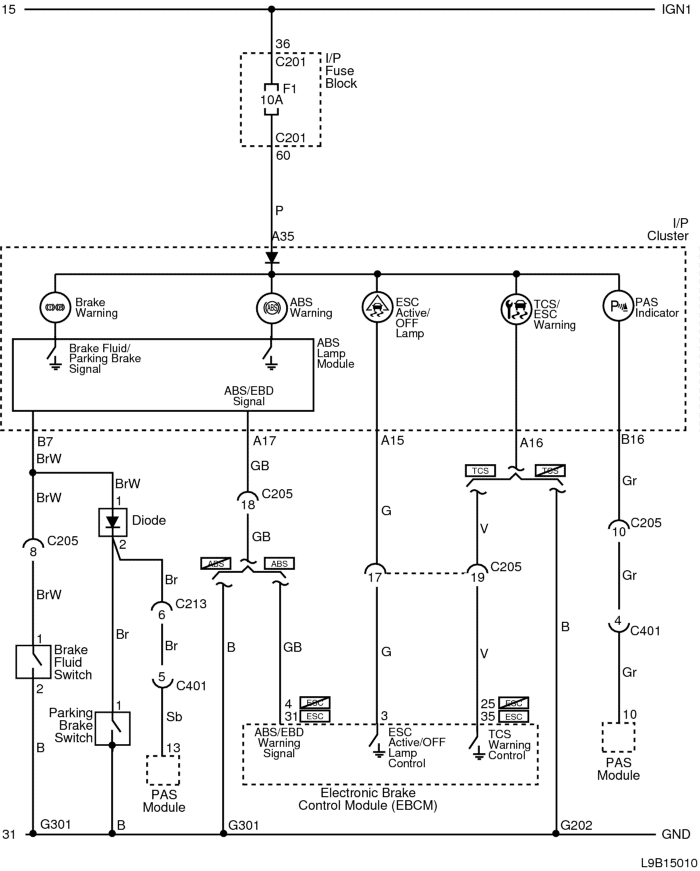 15
IGN1
36
C201
I/P
Fuse
Block
F1
10A
C201
60
P
A35
I/P
Cluster
Brake
Warning
ABS
ABS
Warning
ESC
Active/
OFF
Lamp
TCS/
ESC
Warning
P
PAS
Indicator
Brake Fluid/
Parking Brake
Signal
ABS
Lamp
Module
ABS/EBD
Signal
B7
A17
A15
A16
B16
BrW
GB
TCS
TCS
Gr
BrW
BrW
1
Diode
2
C205
18
G
V
C205
10
C205
8
GB
ABS
ABS
C205
17
19
Gr
Br
C213
6
4
C401
BrW
Br
Br
B
GB
G
V
B
Gr
1
Brake
Fluid
Switch
2
5
C401
Sb
4
ESC
31
ESC
3
25
ESC
35
ESC
10
Parking
Brake
Switch
1
B
13
PAS
Module
ABS/EBD
Warning
Signal
ESC
Active/OFF
Lamp
Control
TCS
Warning
Control
PAS
Module
Electronic Brake
Control Module (EBCM)
31
G301
B
G301
G202
GND
L9B15010